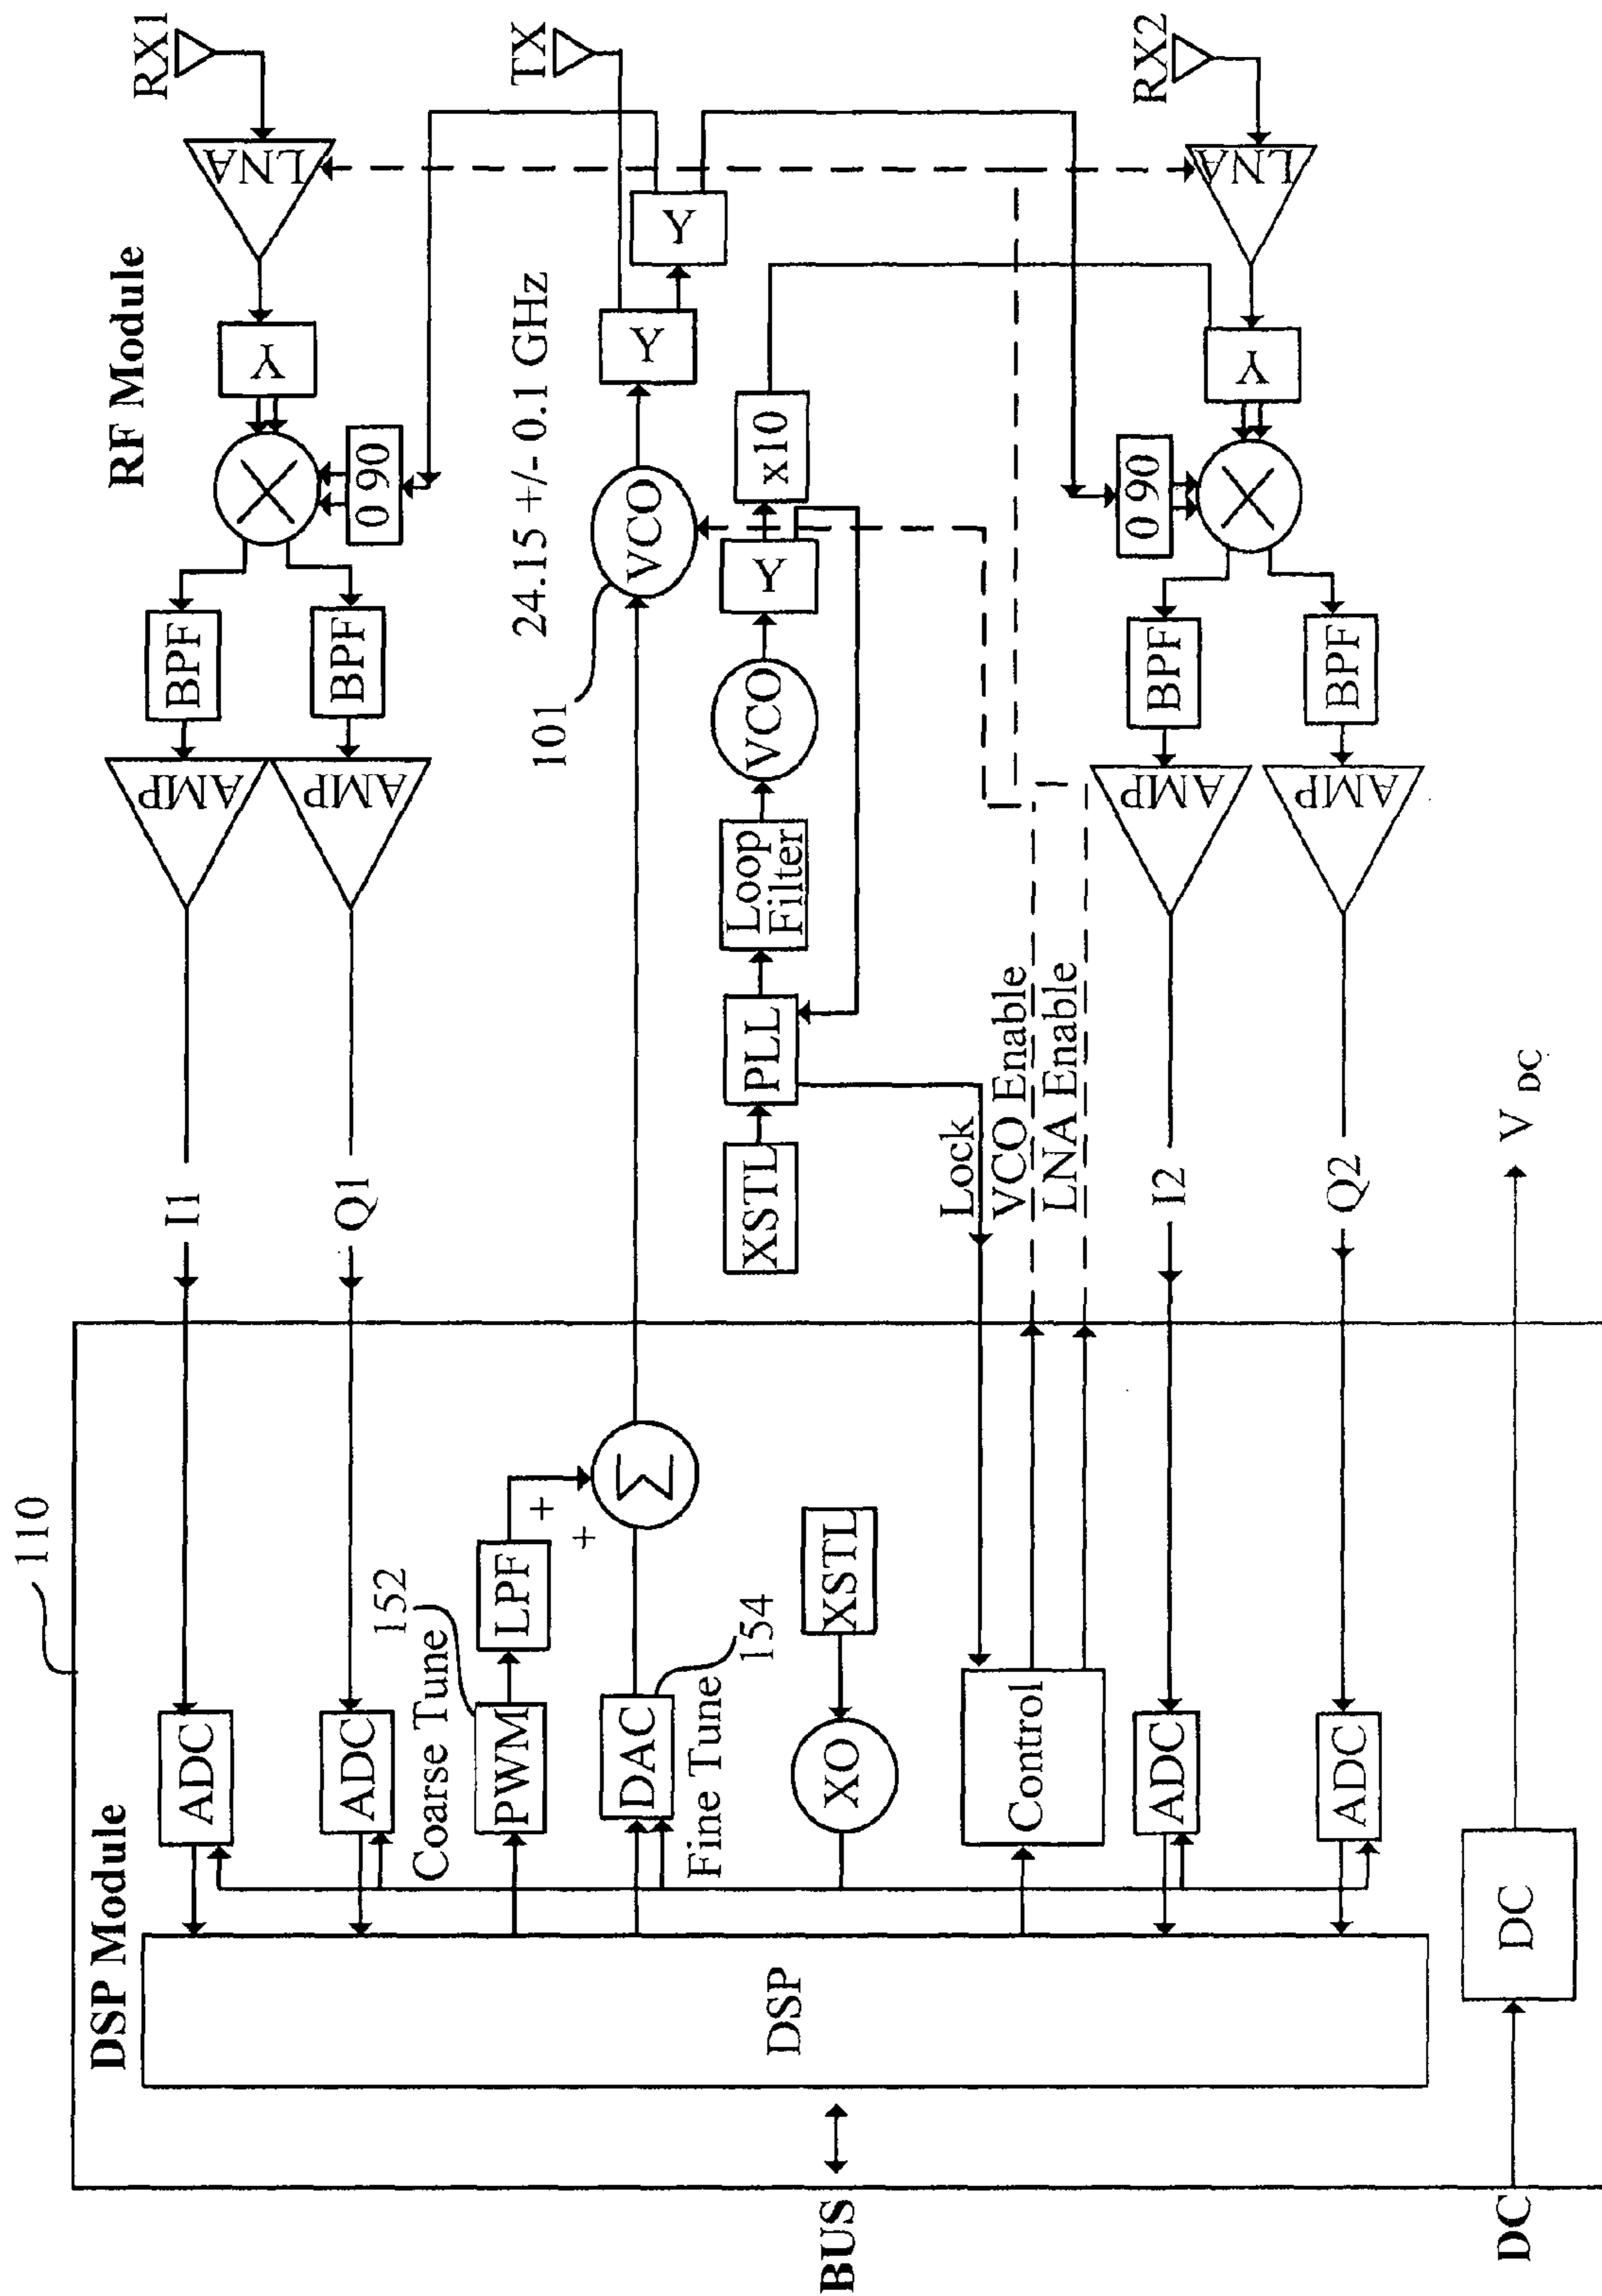 110
DSP Module
RF Module
BUS
DSP
ADC
I1
AMP
BPF
Y
LNA
RX1
ADC
Q1
AMP
BPF
0 90
Coarse Tune
152
PWM
LPF
+
+
Σ
DAC
154
Fine Tune
101
VCO
24.15 +/- 0.1 GHz
Y
Y
TX
XSTL
XO
XSTL
PLL
Loop
Filter
VCO
Y
x10
Control
Lock
VCO Enable
LNA Enable
ADC
I2
AMP
BPF
0 90
Y
LNA
RX2
ADC
Q2
AMP
BPF
DC
DC
V DC